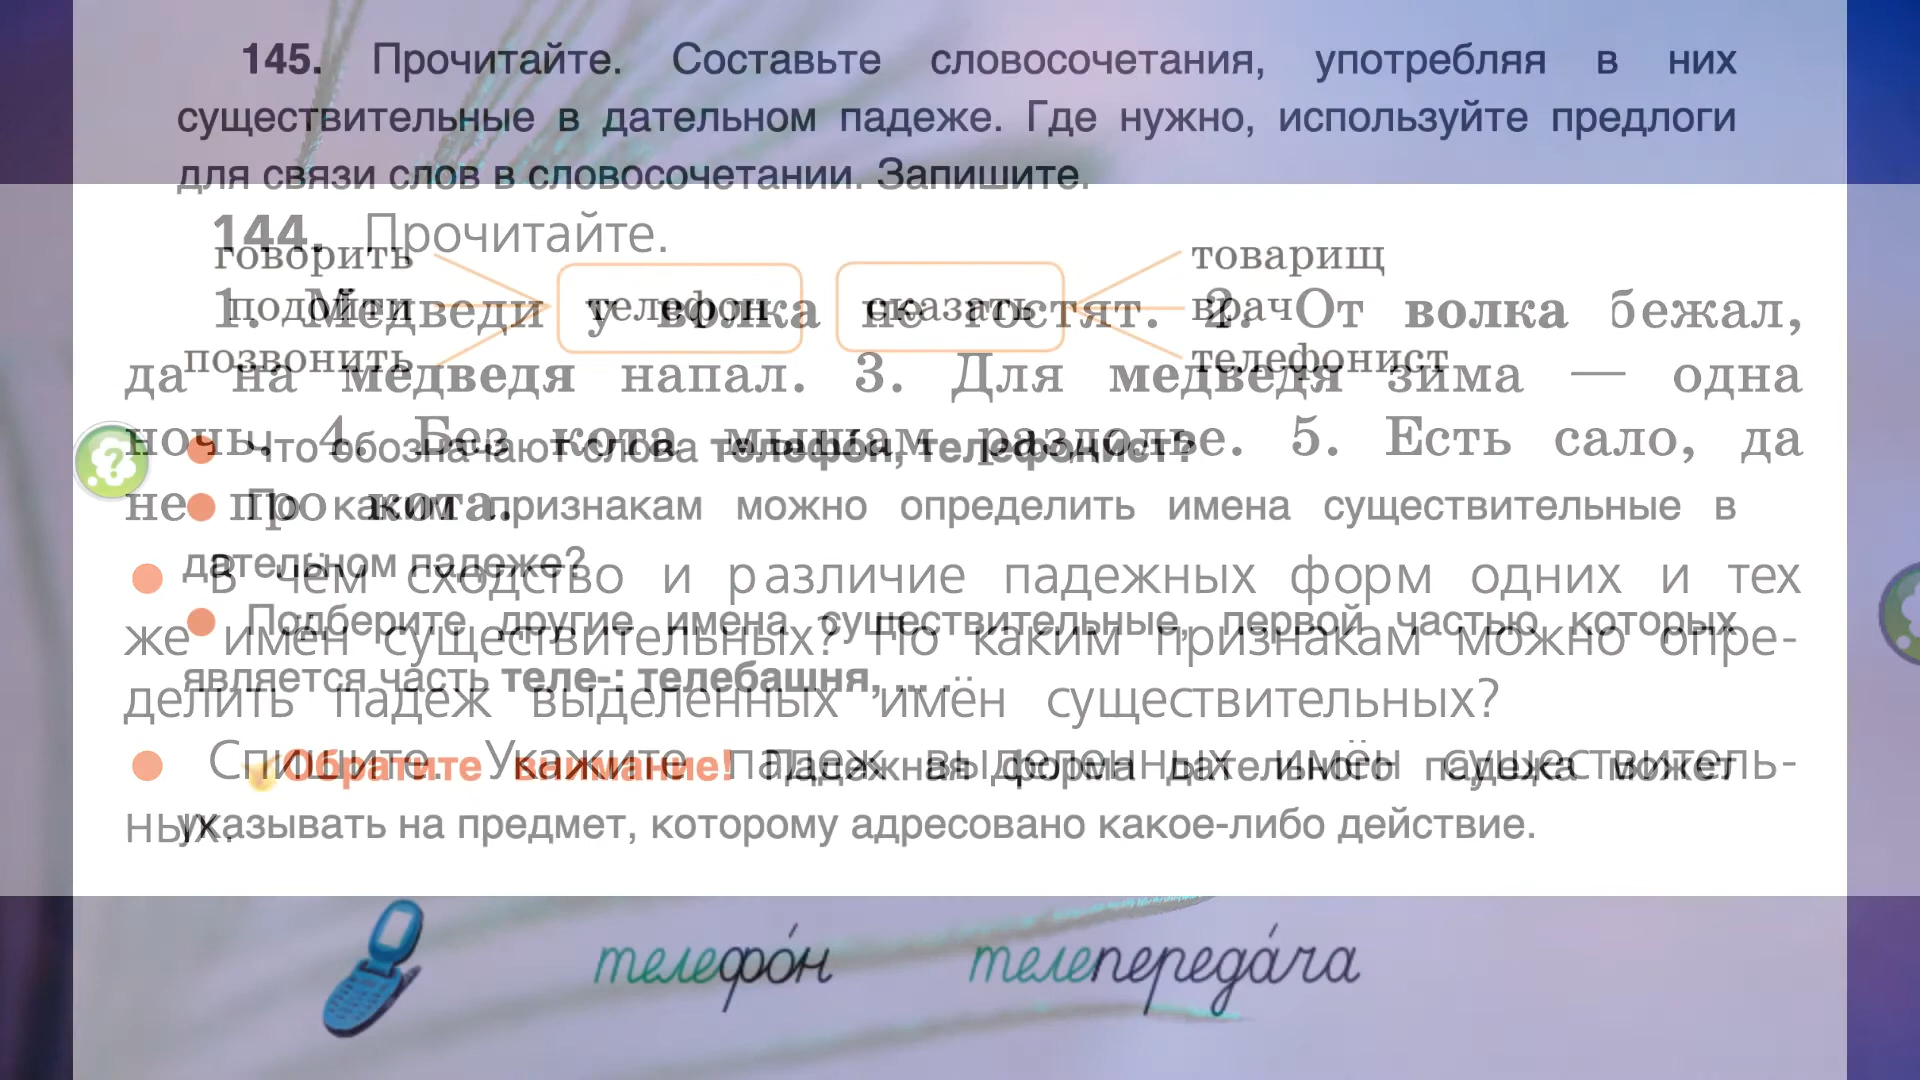 145. Прочитайте. Составьте словосочетания, употребляя в них
существительные в дательном падеже. Где нужно, используйте предлоги
для связи слов в словосочетании. Запишите.
говорить
подойти
позвонить
телефон
сказать
товарищ
врач
телефонист
Что обозначают слова телефон, телефонист?
По каким признакам можно определить имена существительные в
дательном падеже?
Подберите другие имена существительные, первой частью которых
является часть теле-: телебашня, ... .
Обратите внимание! Падежная форма дательного падежа может
указывать на предмет, которому адресовано какое-либо действие.
телефо́н телепереда́ча
144. Прочитайте.
1. Медведи у волка не гостят. 2. От волка бежал,
да на медведя напал. 3. Для медведя зима — одна
ночь. 4. Без кота мышам раздолье. 5. Есть сало, да
не про кота.
В чём сходство и различие падежных форм одних и тех
же имён существительных? По каким признакам можно опре-
делить падеж выделенных имён существительных?
Спишите. Укажите падеж выделенных имён существитель-
ных.